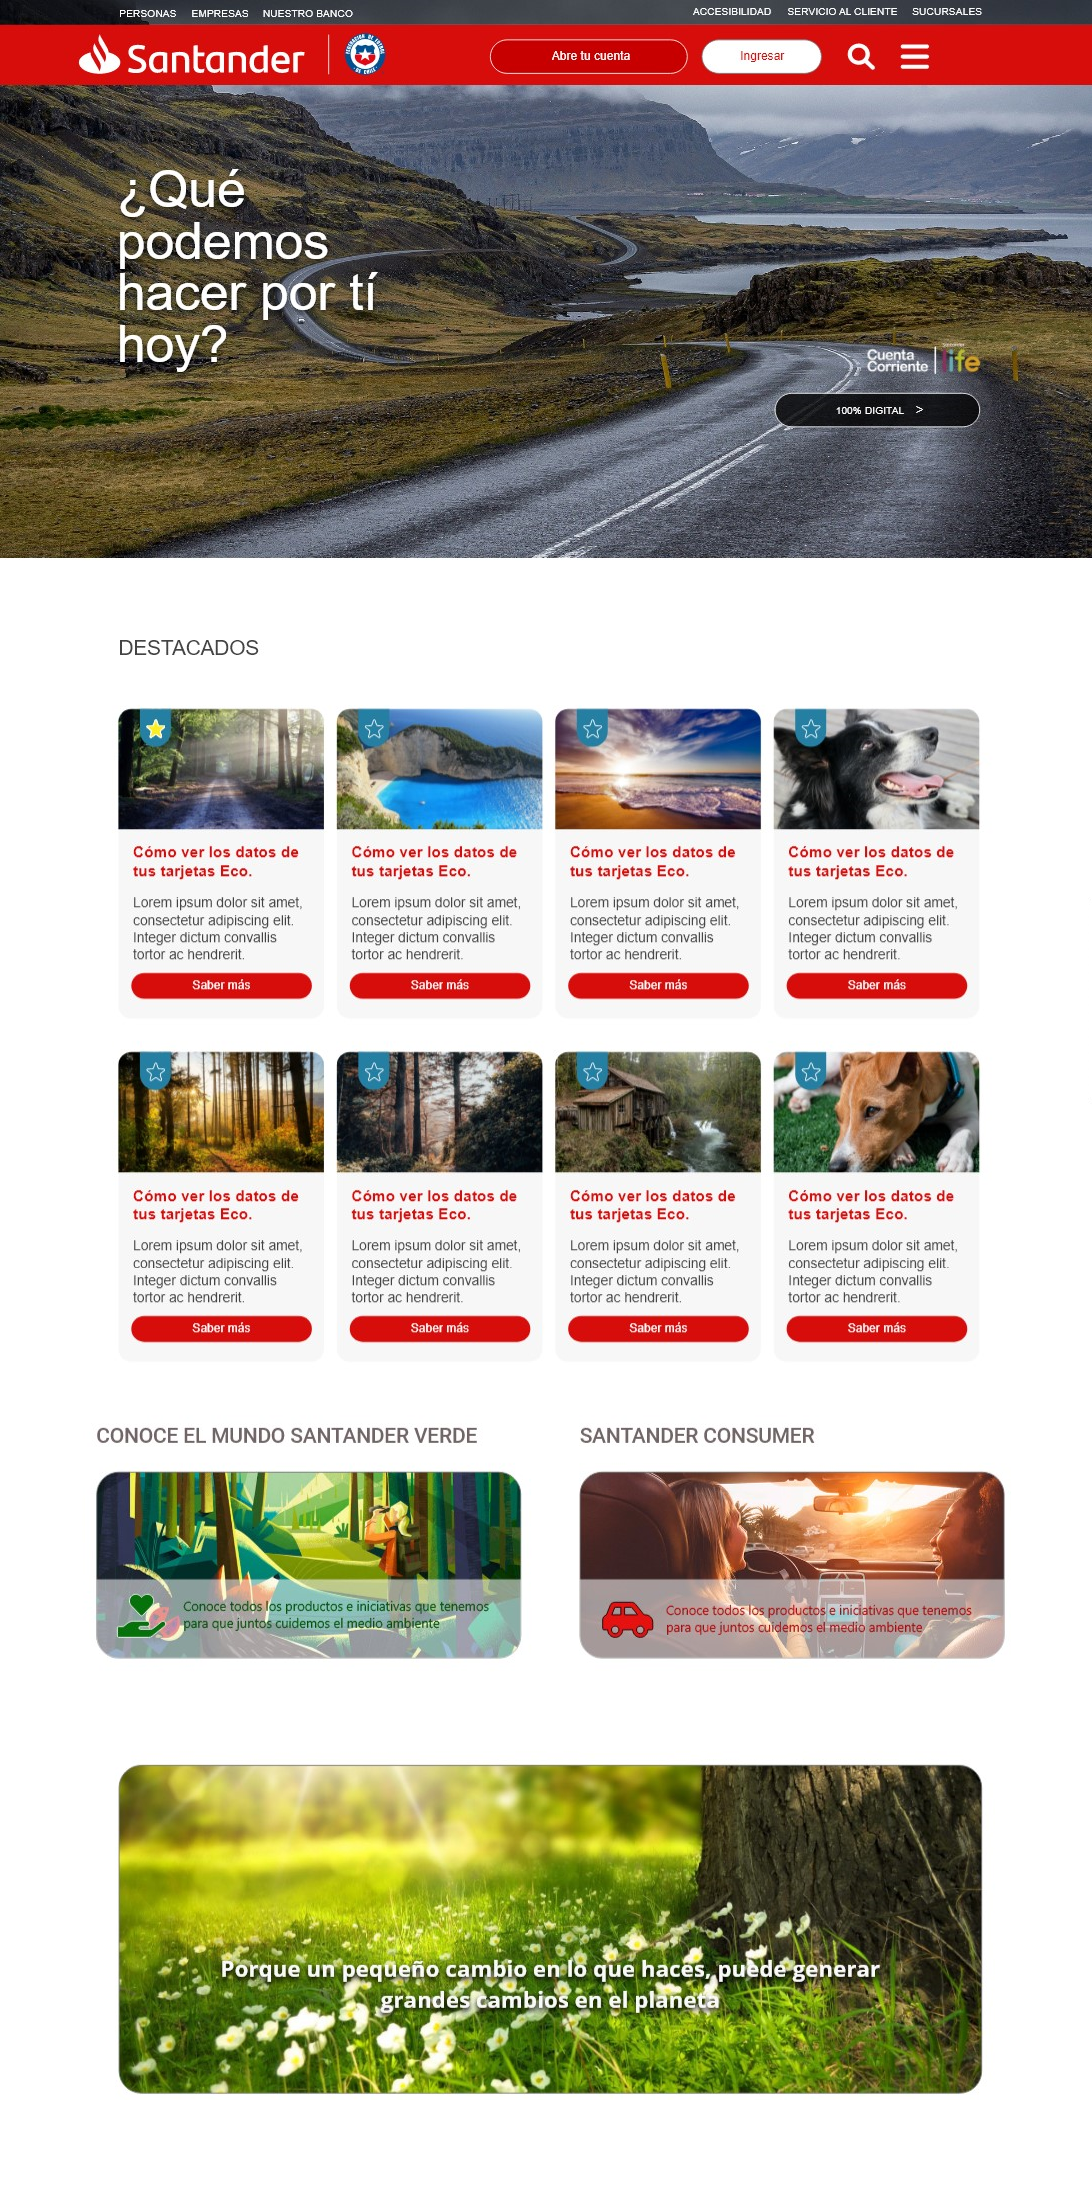 PERSONAS EMPRESAS NUESTRO BANCO ACCESIBILIDAD SERVICIO AL CLIENTE SUCURSALES
Santander FEDERACION DE FUTBOL DE CHILE Abre tu cuenta Ingresar
¿Qué
podemos
hacer por tí
hoy?
Cuenta
Corriente life
100% DIGITAL >
DESTACADOS
Cómo ver los datos de
tus tarjetas Eco.
Lorem ipsum dolor sit amet,
consectetur adipiscing elit.
Integer dictum convallis
tortor ac hendrerit.
Saber más
Cómo ver los datos de
tus tarjetas Eco.
Lorem ipsum dolor sit amet,
consectetur adipiscing elit.
Integer dictum convallis
tortor ac hendrerit.
Saber más
Cómo ver los datos de
tus tarjetas Eco.
Lorem ipsum dolor sit amet,
consectetur adipiscing elit.
Integer dictum convallis
tortor ac hendrerit.
Saber más
Cómo ver los datos de
tus tarjetas Eco.
Lorem ipsum dolor sit amet,
consectetur adipiscing elit.
Integer dictum convallis
tortor ac hendrerit.
Saber más
Cómo ver los datos de
tus tarjetas Eco.
Lorem ipsum dolor sit amet,
consectetur adipiscing elit.
Integer dictum convallis
tortor ac hendrerit.
Saber más
Cómo ver los datos de
tus tarjetas Eco.
Lorem ipsum dolor sit amet,
consectetur adipiscing elit.
Integer dictum convallis
tortor ac hendrerit.
Saber más
Cómo ver los datos de
tus tarjetas Eco.
Lorem ipsum dolor sit amet,
consectetur adipiscing elit.
Integer dictum convallis
tortor ac hendrerit.
Saber más
Cómo ver los datos de
tus tarjetas Eco.
Lorem ipsum dolor sit amet,
consectetur adipiscing elit.
Integer dictum convallis
tortor ac hendrerit.
Saber más
CONOCE EL MUNDO SANTANDER VERDE
Conoce todos los productos e iniciativas que tenemos
para que juntos cuidemos el medio ambiente
SANTANDER CONSUMER
Conoce todos los productos e iniciativas que tenemos
para que juntos cuidemos el medio ambiente
Porque un pequeño cambio en lo que haces, puede generar
grandes cambios en el planeta